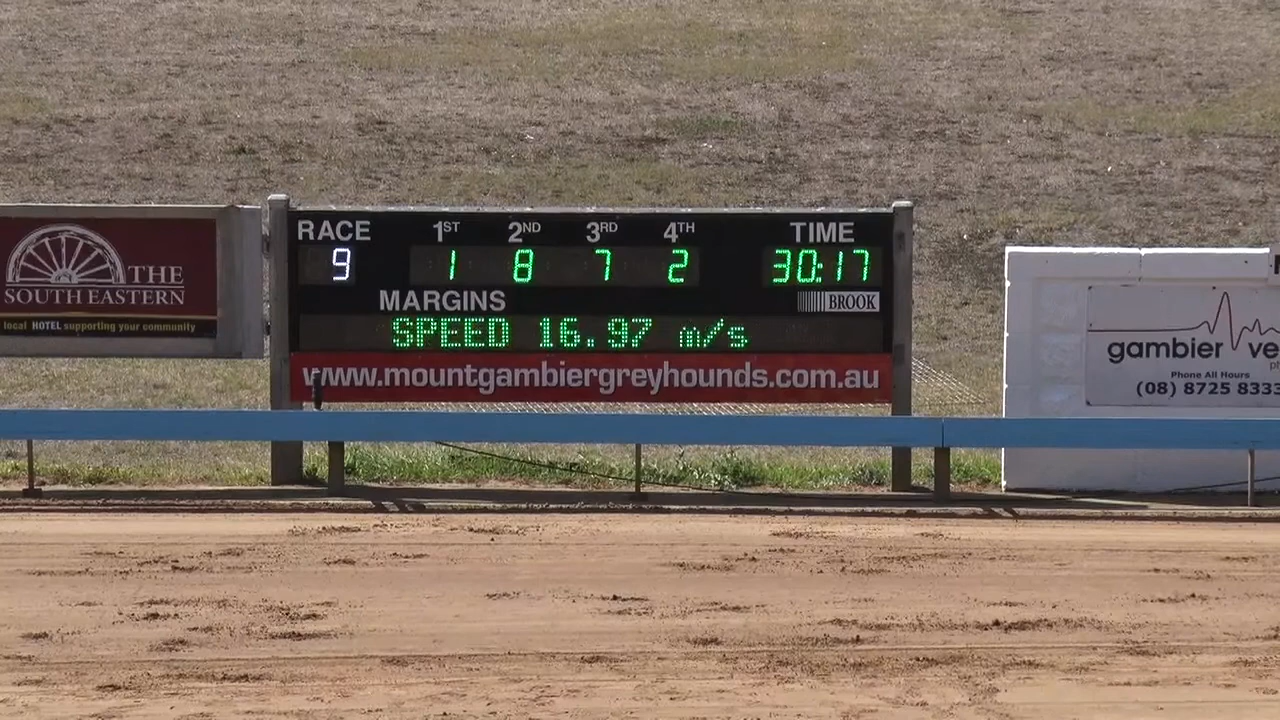 THE
SOUTH EASTERN
local HOTEL supporting your community
RACE 1ST 2ND 3RD 4TH TIME
9 1 8 7 2 30:17
MARGINS BROOK
SPEED 16.97 m/s
www.mountgambiergreyhounds.com.au
gambier ve
Phone All Hours
(08) 8725 833